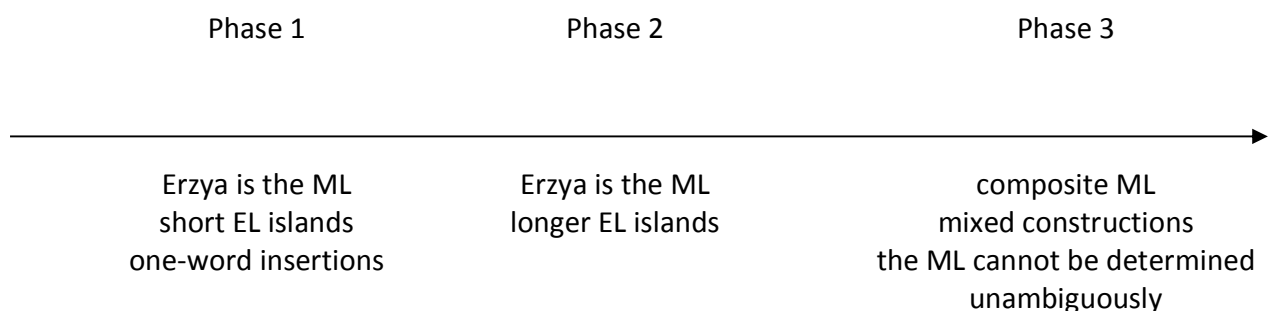 Phase 1 Phase 2 Phase 3
Erzya is the ML Erzya is the ML composite ML
short EL islands longer EL islands mixed constructions
one-word insertions the ML cannot be determined
unambiguously